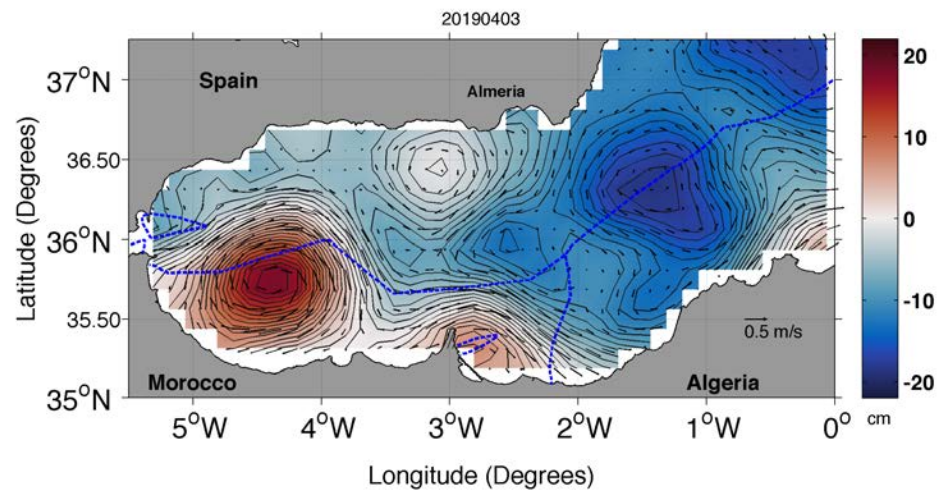 20190403
Spain
Almeria
Morocco
Algeria
0.5 m/s
37°N
36.50
36°N
35.50
35°N
5°W
4°W
3°W
2°W
1°W
0°
Latitude (Degrees)
Longitude (Degrees)
20
10
0
-10
-20
cm